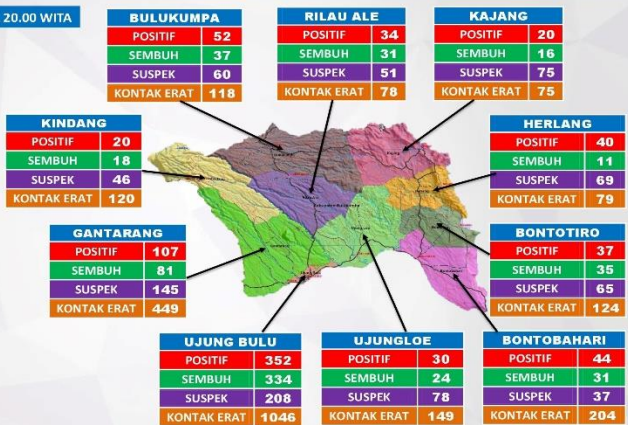 20.00 WITA
BULUKUMPA
POSITIF 52
SEMBUH 37
SUSPEK 60
KONTAK ERAT 118
RILAU ALE
POSITIF 34
SEMBUH 31
SUSPEK 51
KONTAK ERAT 78
KAJANG
POSITIF 20
SEMBUH 16
SUSPEK 75
KONTAK ERAT 75
KINDANG
POSITIF 20
SEMBUH 18
SUSPEK 46
KONTAK ERAT 120
HERLANG
POSITIF 40
SEMBUH 11
SUSPEK 69
KONTAK ERAT 79
GANTARANG
POSITIF 107
SEMBUH 81
SUSPEK 145
KONTAK ERAT 449
BONTOTIRO
POSITIF 37
SEMBUH 35
SUSPEK 65
KONTAK ERAT 124
UJUNG BULU
POSITIF 352
SEMBUH 334
SUSPEK 208
KONTAK ERAT 1046
UJUNGLOE
POSITIF 30
SEMBUH 24
SUSPEK 78
KONTAK ERAT 149
BONTOBAHARI
POSITIF 44
SEMBUH 31
SUSPEK 37
KONTAK ERAT 204